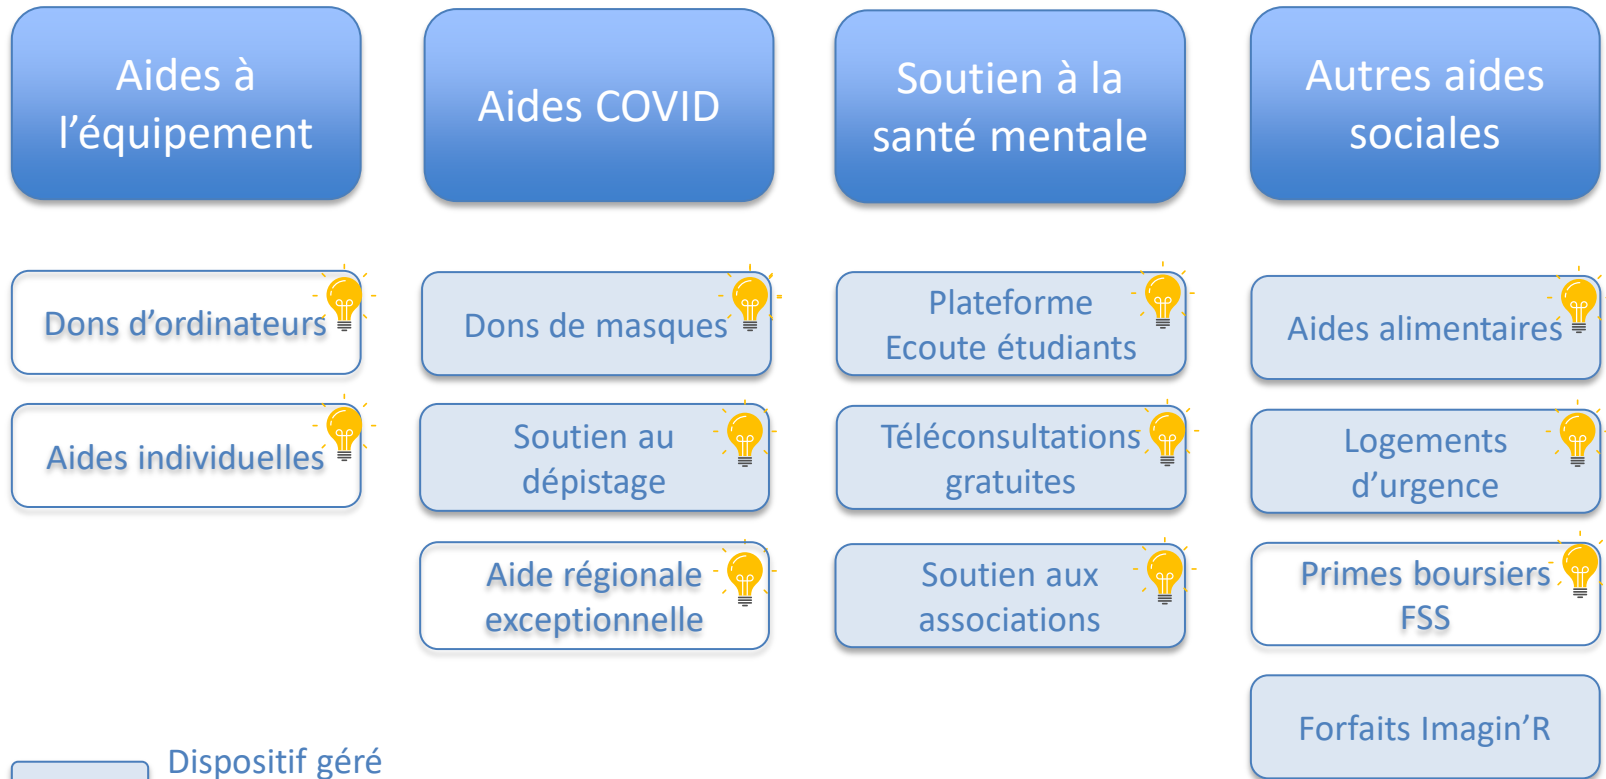 Aides à
l'équipement
Aides COVID
Soutien à la
santé mentale
Autres aides
sociales
Dons d'ordinateurs
Dons de masques
Plateforme
Ecoute étudiants
Aides alimentaires
Aides individuelles
Soutien au
dépistage
Téléconsultations
gratuites
Logements
d'urgence
Aide régionale
exceptionnelle
Soutien aux
associations
Primes boursiers
FSS
Forfaits Imagin'R
Dispositif géré